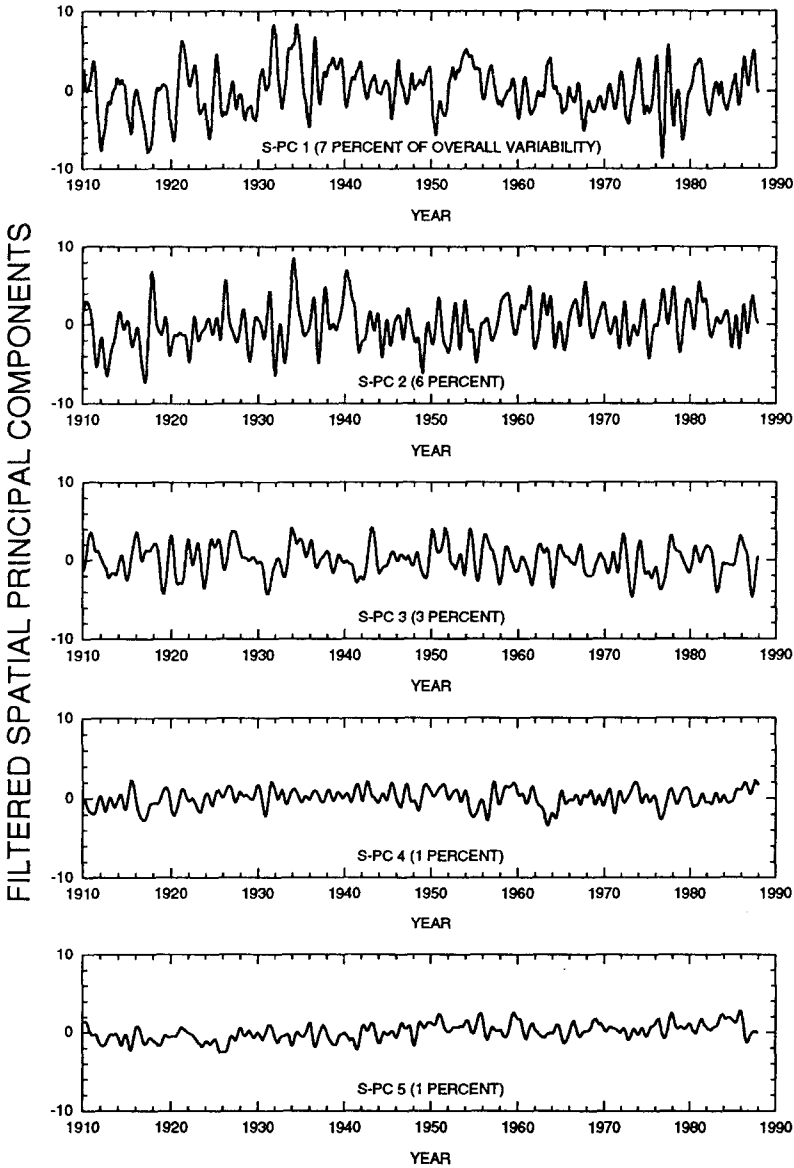 FILTERED SPATIAL PRINCIPAL COMPONENTS
10
0
-10
S-PC 1 (7 PERCENT OF OVERALL VARIABILITY)
1910 1920 1930 1940 1950 1960 1970 1980 1990
YEAR
10
0
-10
S-PC 2 (6 PERCENT)
1910 1920 1930 1940 1950 1960 1970 1980 1990
YEAR
10
0
-10
S-PC 3 (3 PERCENT)
1910 1920 1930 1940 1950 1960 1970 1980 1990
YEAR
10
0
-10
S-PC 4 (1 PERCENT)
1910 1920 1930 1940 1950 1960 1970 1980 1990
YEAR
10
0
-10
S-PC 5 (1 PERCENT)
1910 1920 1930 1940 1950 1960 1970 1980 1990
YEAR